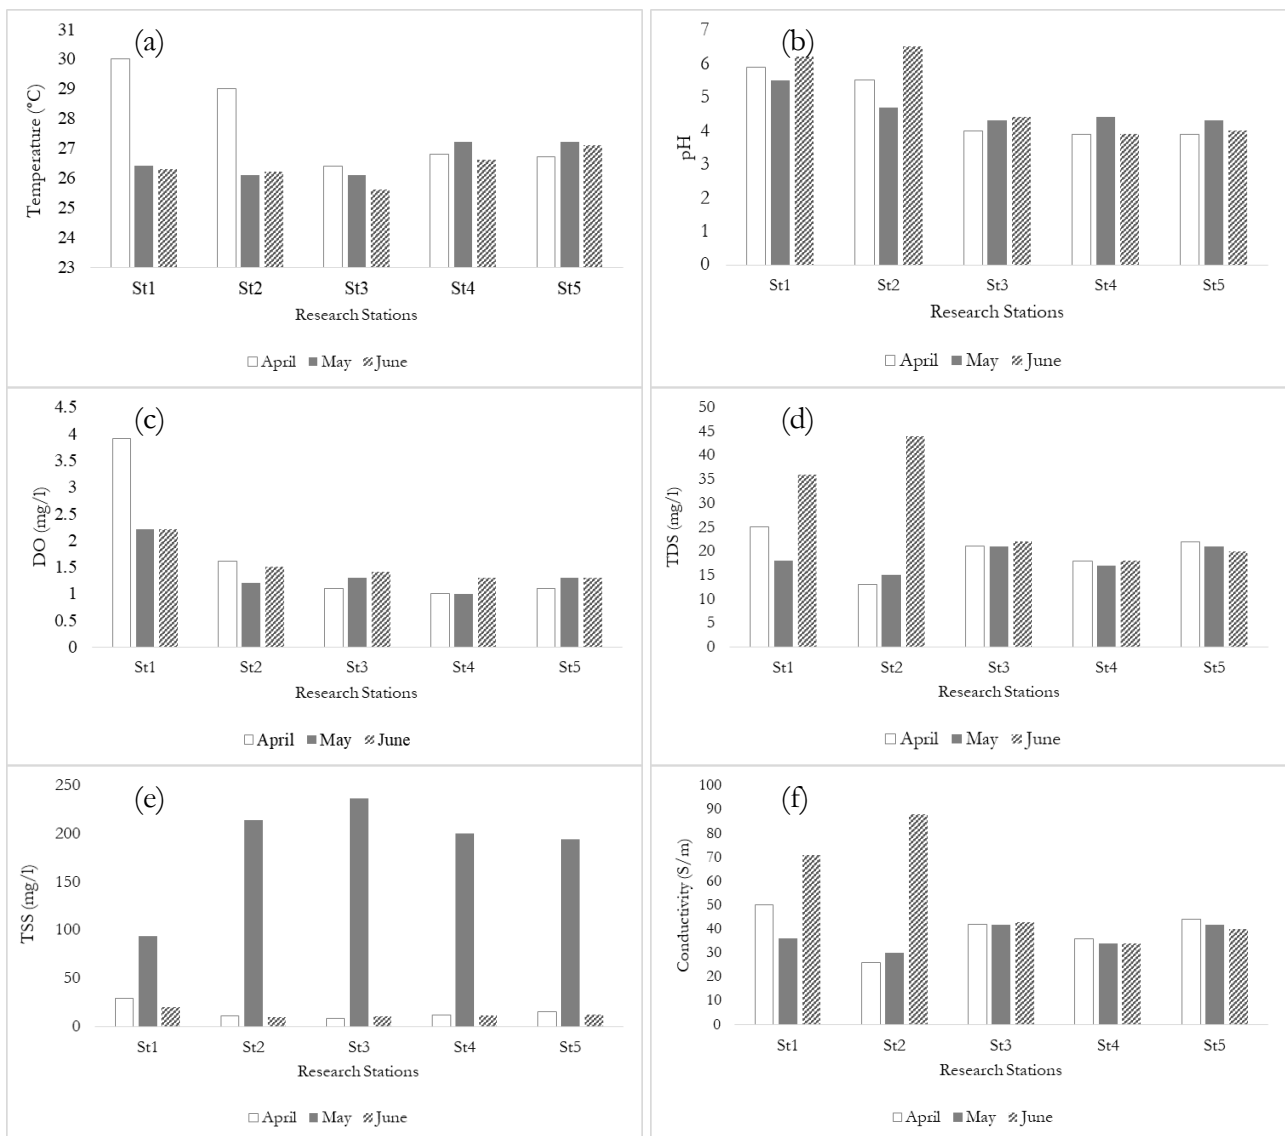 (a)
31
30
29
28
27
26
25
24
23
Temperature (°C)
St1 St2 St3 St4 St5
Research Stations
April May June
(b)
7
6
5
4
3
2
1
0
pH
St1 St2 St3 St4 St5
Research Stations
April May June
(c)
4.5
4
3.5
3
2.5
2
1.5
1
0.5
0
DO (mg/l)
St1 St2 St3 St4 St5
Research Stations
April May June
(d)
50
45
40
35
30
25
20
15
10
5
0
TDS (mg/l)
St1 St2 St3 St4 St5
Research Stations
April May June
(e)
250
200
150
100
50
0
TSS (mg/l)
St1 St2 St3 St4 St5
Research Stations
April May June
(f)
100
90
80
70
60
50
40
30
20
10
0
Conductivity (S/m)
St1 St2 St3 St4 St5
Research Stations
April May June